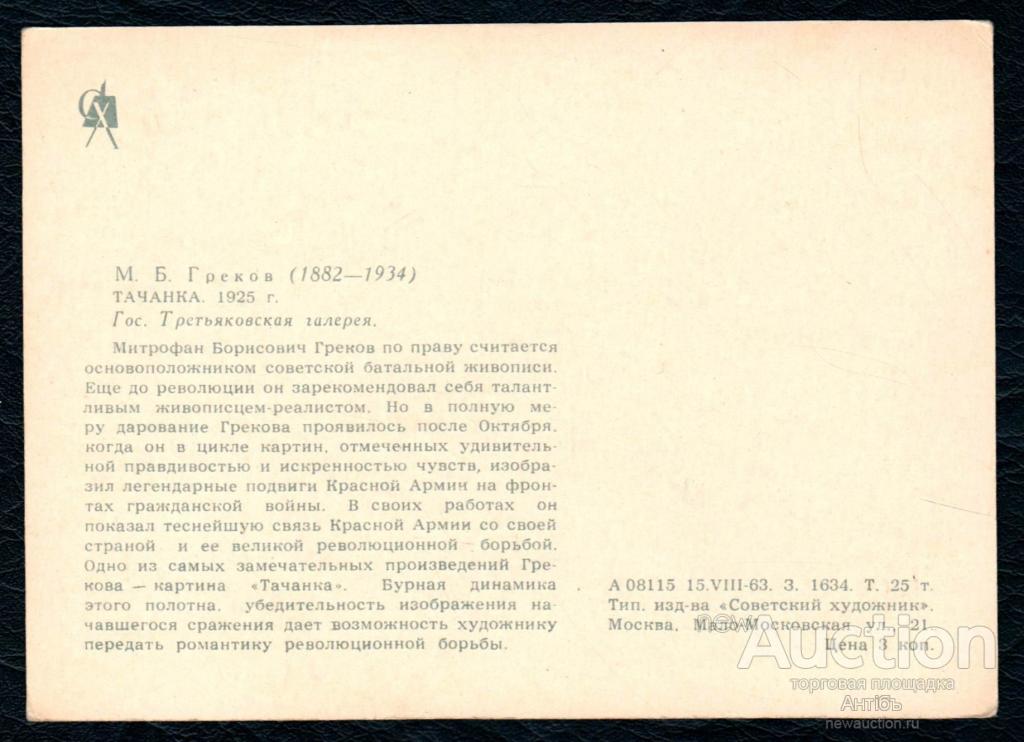 СХ
М. Б. Греков (1882—1934)
ТАЧАНКА. 1925 г.
Гос. Третьяковская галерея.
Митрофан Борисович Греков по праву считается
основоположником советской батальной живописи.
Еще до революции он зарекомендовал себя талант-
ливым живописцем-реалистом. Но в полную ме-
ру дарование Грекова проявилось после Октября,
когда он в цикле картин, отмеченных удивитель-
ной правдивостью и искренностью чувств, изобра-
зил легендарные подвиги Красной Армии на фрон-
тах гражданской войны. В своих работах он
показал теснейшую связь Красной Армии со своей
страной и ее великой революционной борьбой.
Одно из самых замечательных произведений Гре-
кова — картина «Тачанка». Бурная динамика
этого полотна, убедительность изображения на-
чавшегося сражения дает возможность художнику
передать романтику революционной борьбы.
А 08115 15.VIII-63. З. 1634. Т. 25 т.
Тип. изд-ва «Советский художник».
Москва, Мало-Московская ул., 21.
Цена 3 коп.
newAuction
торговая площадка
АнтіБъ
newauction.ru